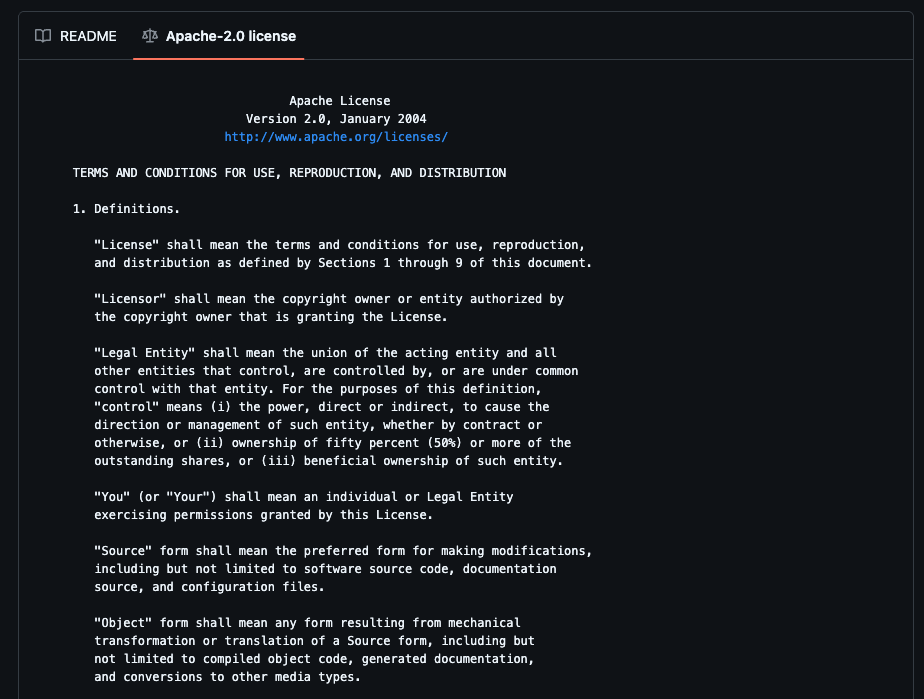 README
Apache-2.0 license
Apache License
Version 2.0, January 2004
http://www.apache.org/licenses/
TERMS AND CONDITIONS FOR USE, REPRODUCTION, AND DISTRIBUTION
1. Definitions.
"License" shall mean the terms and conditions for use, reproduction,
and distribution as defined by Sections 1 through 9 of this document.
"Licensor" shall mean the copyright owner or entity authorized by
the copyright owner that is granting the License.
"Legal Entity" shall mean the union of the acting entity and all
other entities that control, are controlled by, or are under common
control with that entity. For the purposes of this definition,
"control" means (i) the power, direct or indirect, to cause the
direction or management of such entity, whether by contract or
otherwise, or (ii) ownership of fifty percent (50%) or more of the
outstanding shares, or (iii) beneficial ownership of such entity.
"You" (or "Your") shall mean an individual or Legal Entity
exercising permissions granted by this License.
"Source" form shall mean the preferred form for making modifications,
including but not limited to software source code, documentation
source, and configuration files.
"Object" form shall mean any form resulting from mechanical
transformation or translation of a Source form, including but
not limited to compiled object code, generated documentation,
and conversions to other media types.